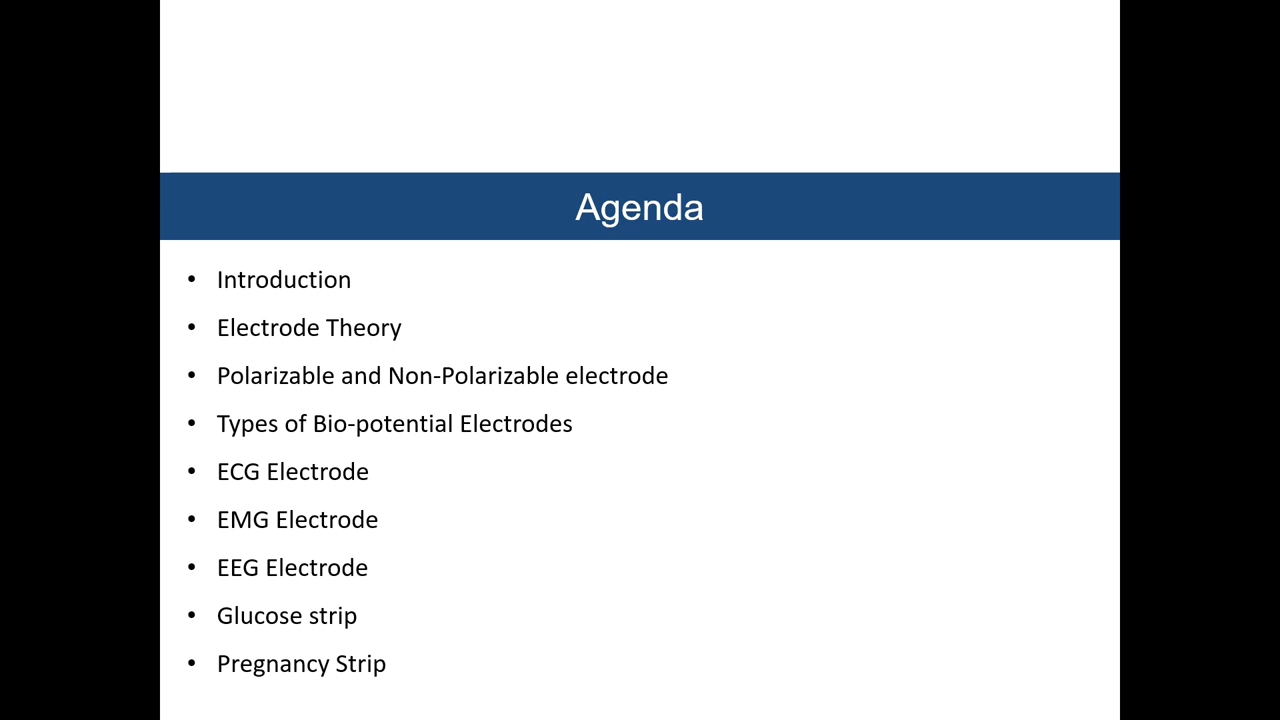 Agenda
• Introduction
• Electrode Theory
• Polarizable and Non-Polarizable electrode
• Types of Bio-potential Electrodes
• ECG Electrode
• EMG Electrode
• EEG Electrode
• Glucose strip
• Pregnancy Strip